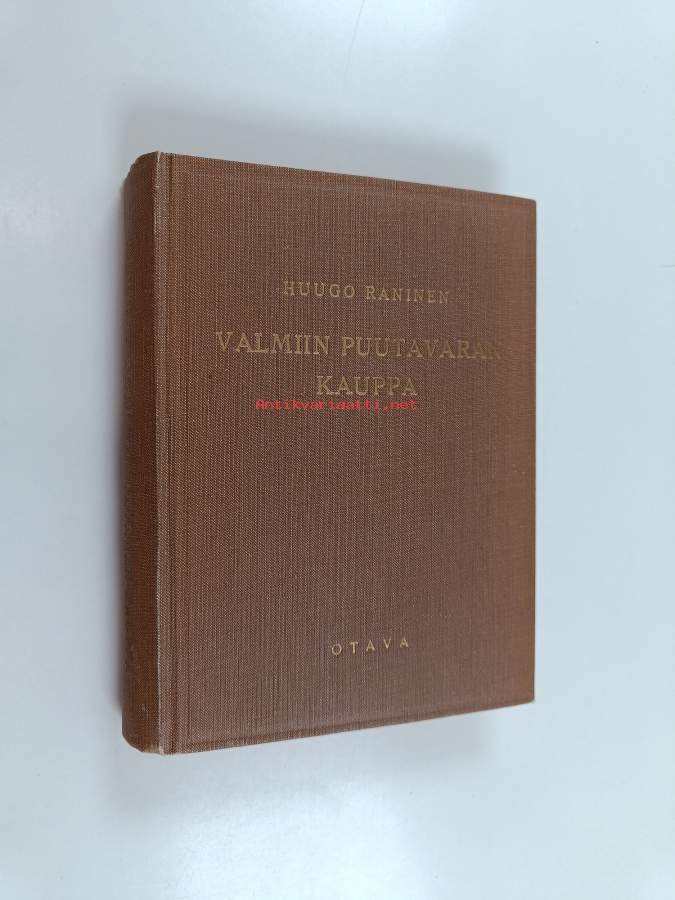 HUUGO RANINEN
VALMIIN PUUTAVARAN
KAUPPA
Antikvariaatti.net
OTAVA